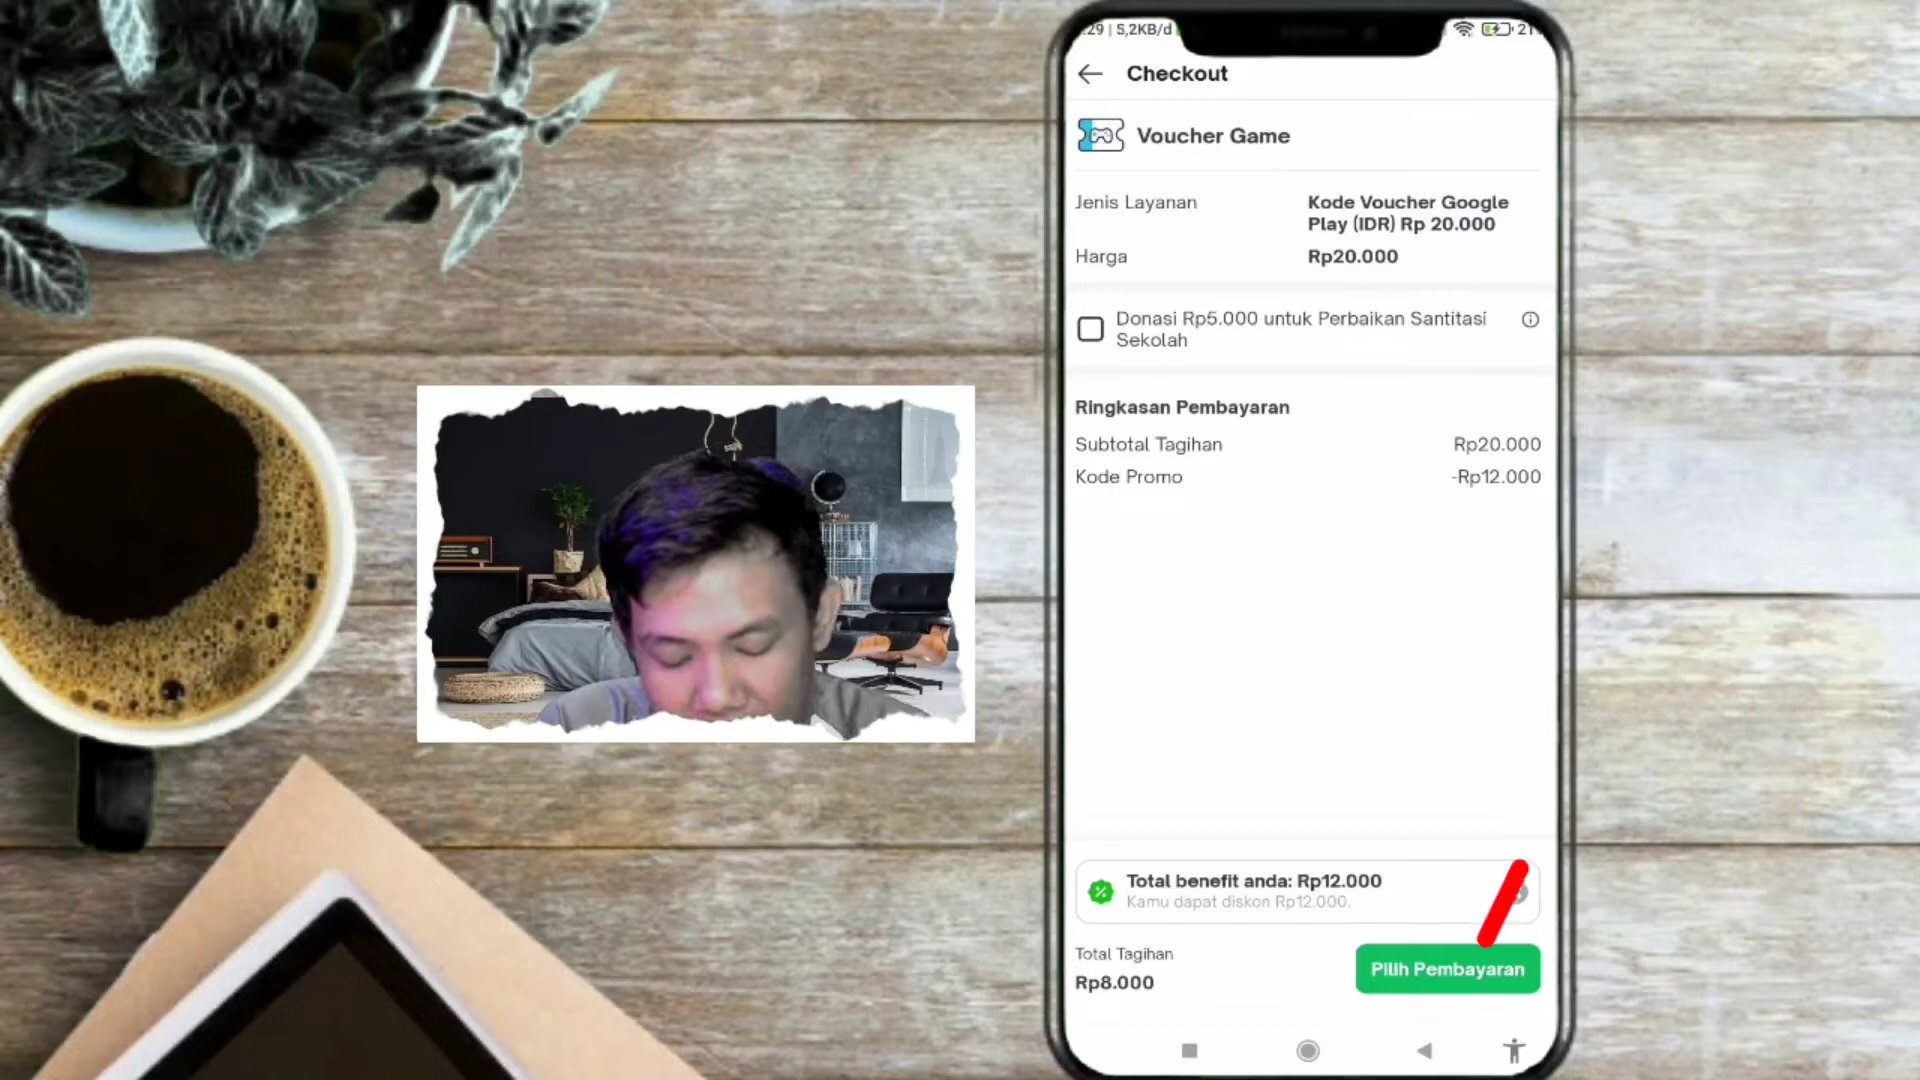 29 | 5,2KB/d
Checkout
Voucher Game
Jenis Layanan
Kode Voucher Google
Play (IDR) Rp 20.000
Harga
Rp20.000
Donasi Rp5.000 untuk Perbaikan Santitasi
Sekolah
Ringkasan Pembayaran
Subtotal Tagihan
Rp20.000
Kode Promo
-Rp12.000
Total benefit anda: Rp12.000
Kamu dapat diskon Rp12.000.
Total Tagihan
Rp8.000
Pilih Pembayaran